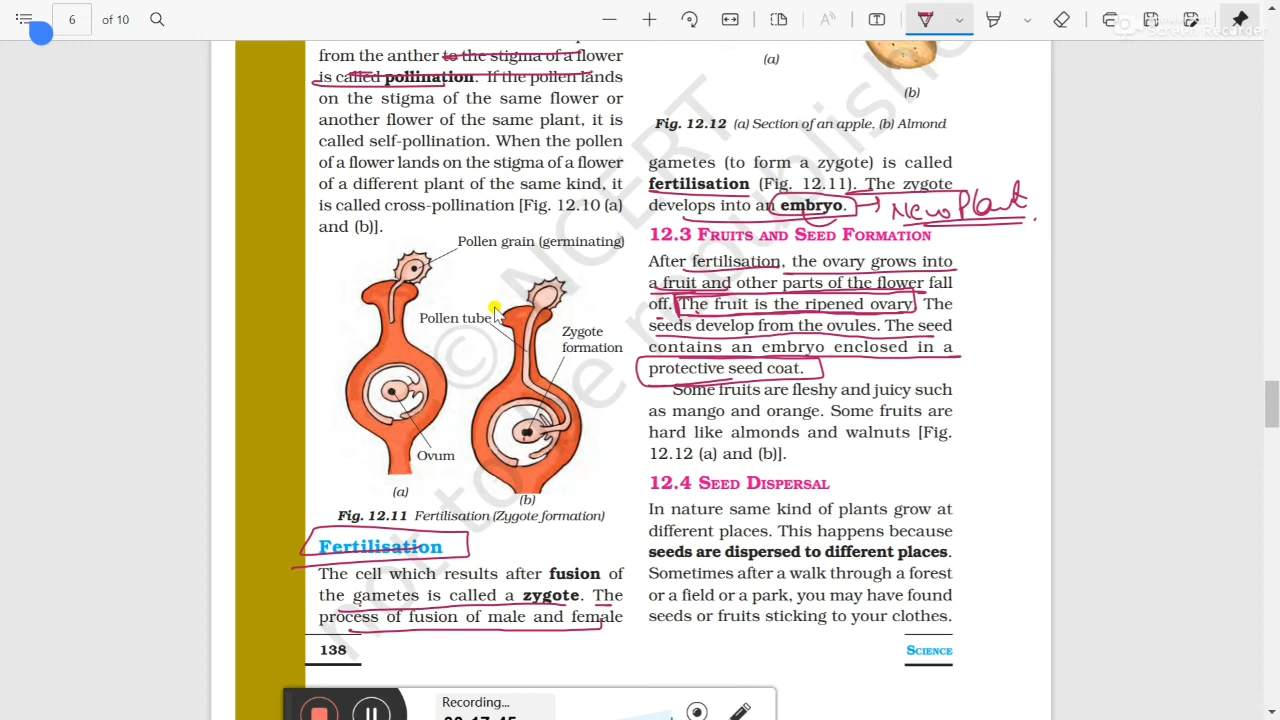 6 of 10
Screen Recorder
from the anther to the stigma of a flower
is called pollination. If the pollen lands
on the stigma of the same flower or
another flower of the same plant, it is
called self-pollination. When the pollen
of a flower lands on the stigma of a flower
of a different plant of the same kind, it
is called cross-pollination [Fig. 12.10 (a)
and (b)].
Pollen grain (germinating)
Pollen tube
Zygote
formation
Ovum
(a)
(b)
Fig. 12.11 Fertilisation (Zygote formation)
Fertilisation
The cell which results after fusion of
the gametes is called a zygote. The
process of fusion of male and female
138
(a)
(b)
Fig. 12.12 (a) Section of an apple, (b) Almond
gametes (to form a zygote) is called
fertilisation (Fig. 12.11). The zygote
develops into an embryo.
New Plant
12.3 FRUITS AND SEED FORMATION
After fertilisation, the ovary grows into
a fruit and other parts of the flower fall
off. The fruit is the ripened ovary. The
seeds develop from the ovules. The seed
contains an embryo enclosed in a
protective seed coat.
Some fruits are fleshy and juicy such
as mango and orange. Some fruits are
hard like almonds and walnuts [Fig.
12.12 (a) and (b)].
12.4 SEED DISPERSAL
In nature same kind of plants grow at
different places. This happens because
seeds are dispersed to different places.
Sometimes after a walk through a forest
or a field or a park, you may have found
seeds or fruits sticking to your clothes.
SCIENCE
© NCERT
not to be republished
Recording...